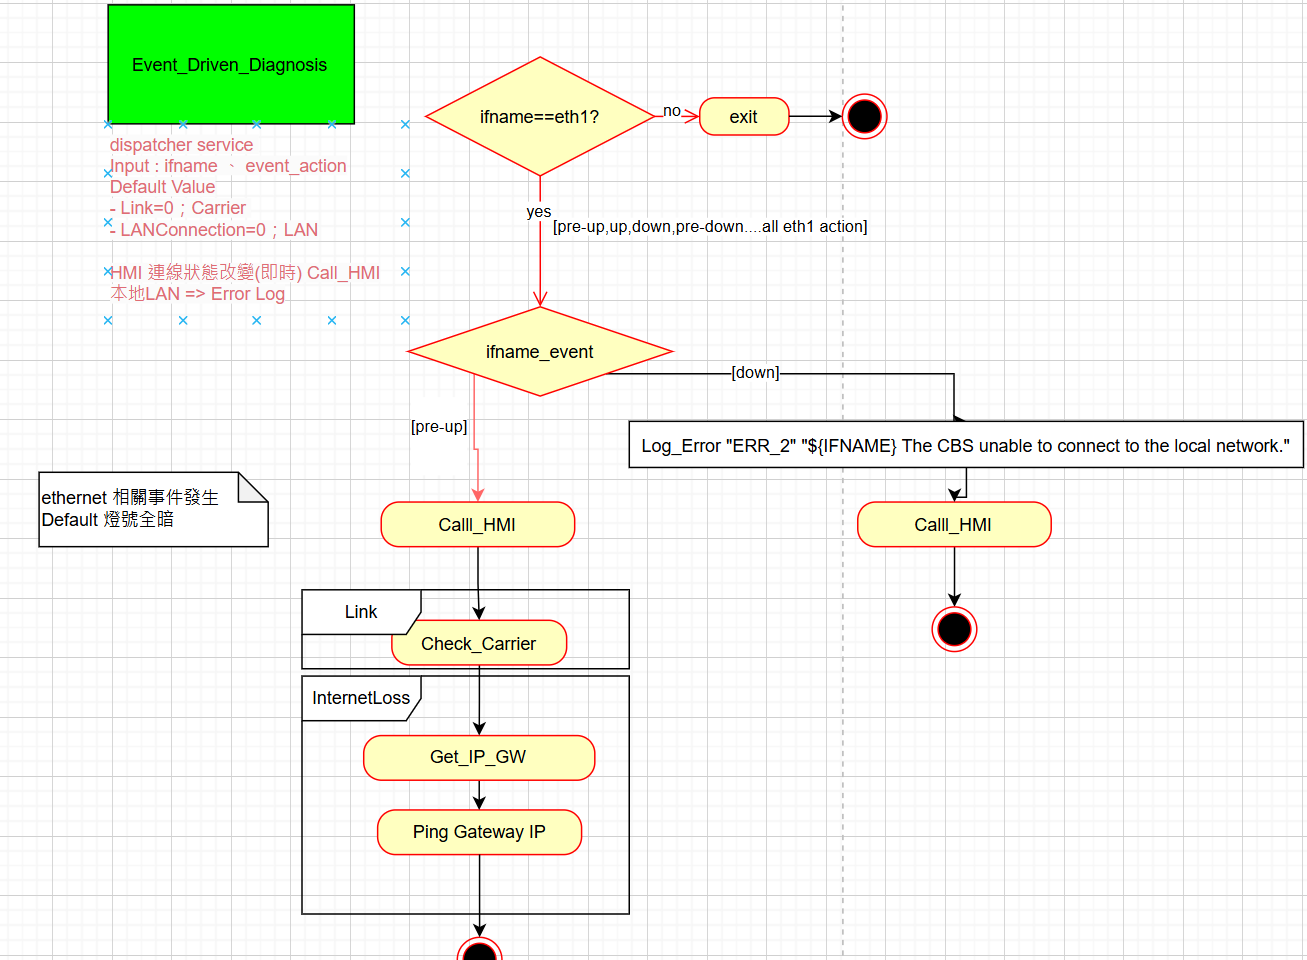 Event_Driven_Diagnosis
dispatcher service
Input : ifname 、 event_action
Default Value
- Link=0；Carrier
- LANConnection=0；LAN
HMI 連線狀態改變(即時) Call_HMI
本地LAN => Error Log
ifname==eth1?
no
exit
yes
[pre-up,up,down,pre-down....all eth1 action]
ifname_event
[down]
[pre-up]
Log_Error "ERR_2" "${IFNAME} The CBS unable to connect to the local network."
ethernet 相關事件發生
Default 燈號全暗
Calll_HMI
Calll_HMI
Link
Check_Carrier
InternetLoss
Get_IP_GW
Ping Gateway IP